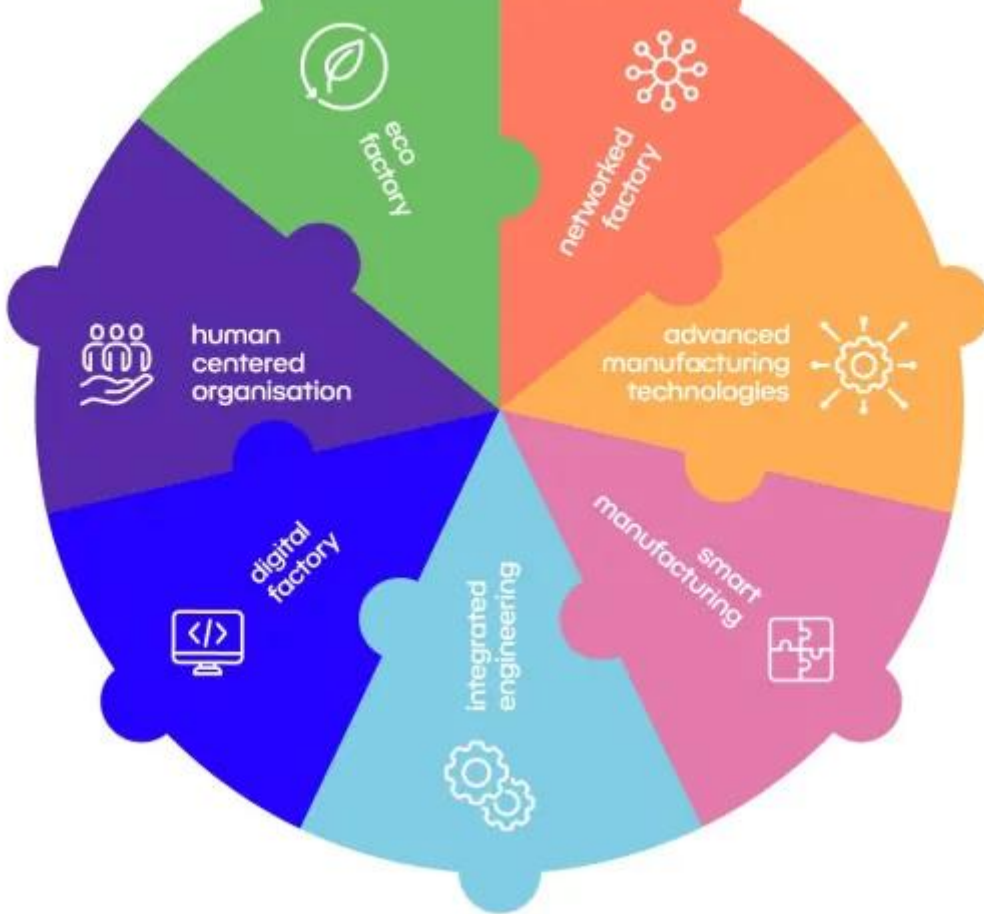 eco
factory
networked
factory
human
centered
organisation
advanced
manufacturing
technologies
digital
factory
integrated
engineering
smart
manufacturing
</>